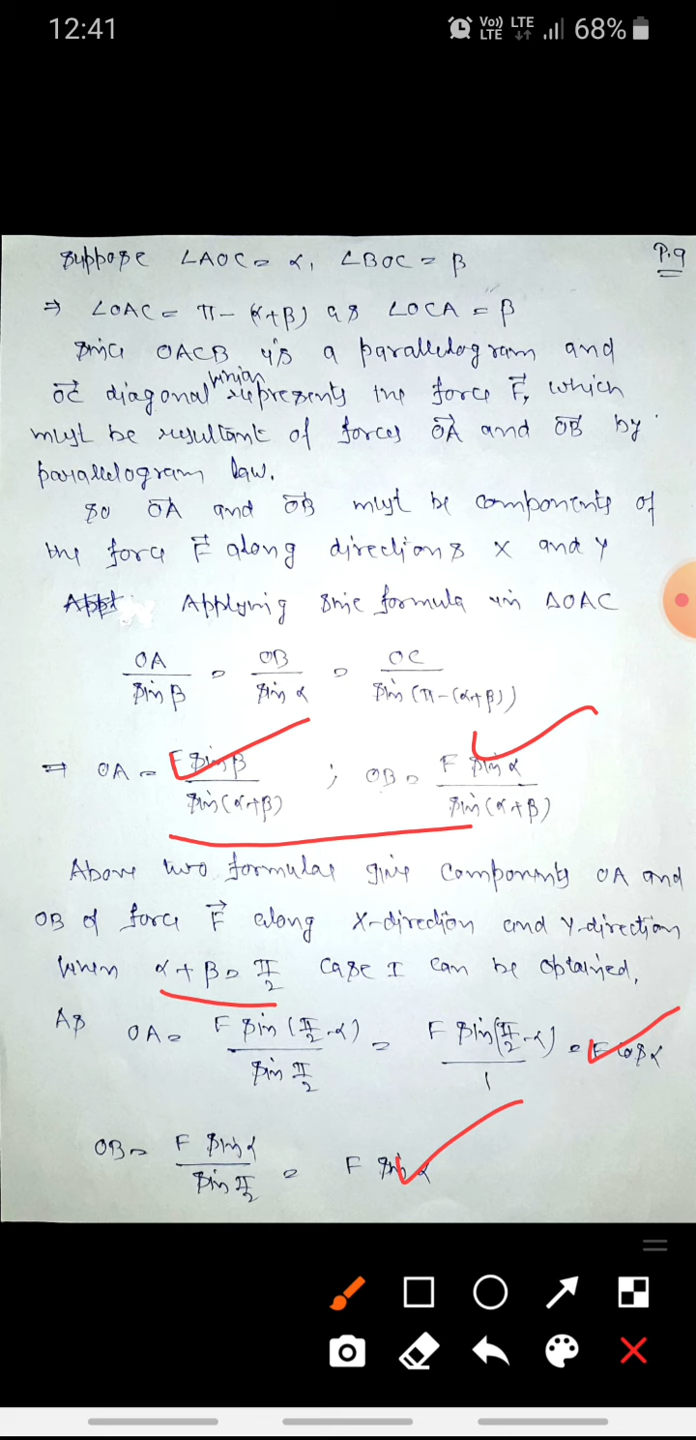 12:41
Vo)) LTE
LTE 68%
P.9
Suppose ∠AOC = α, ∠BOC = β
⇒ ∠OAC = π - (α+β) as ∠OCA = β
Since OACB is a parallelogram and
OC⃗ diagonal which represents the force F⃗, which
must be resultant of forces OA⃗ and OB⃗ by
parallelogram law.
So OA⃗ and OB⃗ must be components of
the force F⃗ along directions X and Y
Applying sine formula in ΔOAC
OA/Sin β = OB/Sin α = OC/Sin(π-(α+β))
⇒ OA = F Sin β/Sin(α+β) ; OB = F Sin α/Sin(α+β)
Above two formulas give components OA and
OB of force F⃗ along X-direction and Y-direction
When α+β = π/2 Case I can be obtained,
As OA = F Sin(π/2-α)/Sin π/2 = F Sin(π/2-α)/1 = F cos α
OB = F Sin α/Sin π/2 = F Sin α